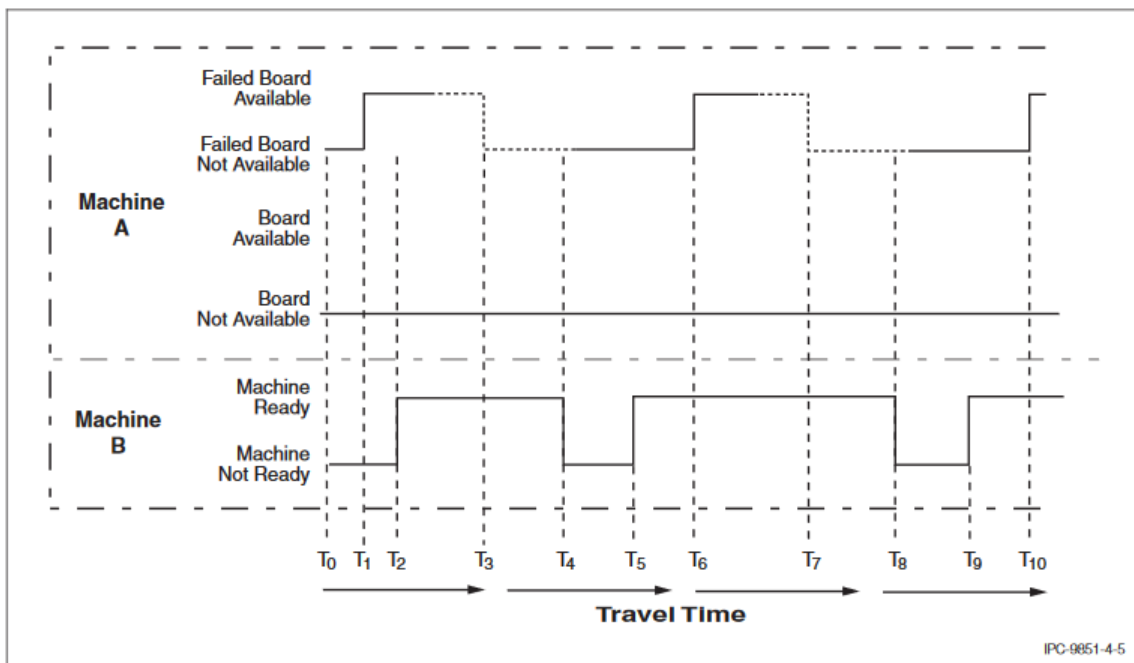 Failed Board
Available
Failed Board
Not Available
Machine
A
Board
Available
Board
Not Available
Machine
B
Machine
Ready
Machine
Not Ready
T0 T1 T2 T3 T4 T5 T6 T7 T8 T9 T10
Travel Time
IPC-9851-4-5